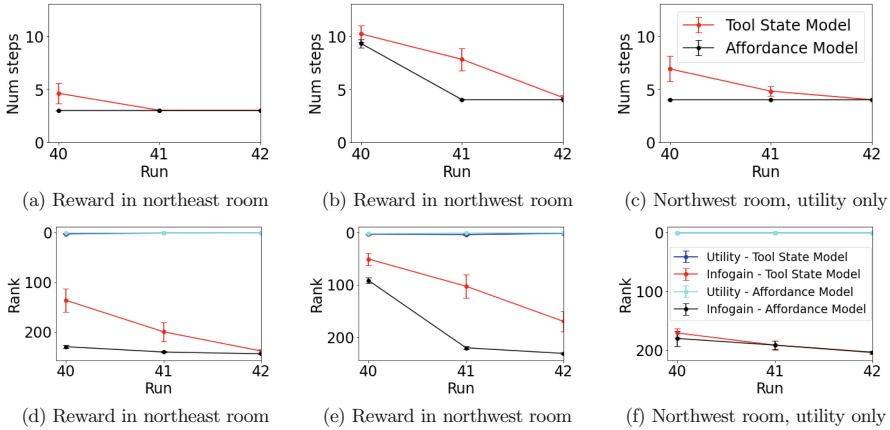 10
5
0
Num steps
40
41
42
Run
(a) Reward in northeast room
10
5
0
Num steps
40
41
42
Run
(b) Reward in northwest room
10
5
0
Num steps
Tool State Model
Affordance Model
40
41
42
Run
(c) Northwest room, utility only
0
100
200
Rank
40
41
42
Run
(d) Reward in northeast room
0
100
200
Rank
40
41
42
Run
(e) Reward in northwest room
0
100
200
Rank
Utility - Tool State Model
Infogain - Tool State Model
Utility - Affordance Model
Infogain - Affordance Model
40
41
42
Run
(f) Northwest room, utility only